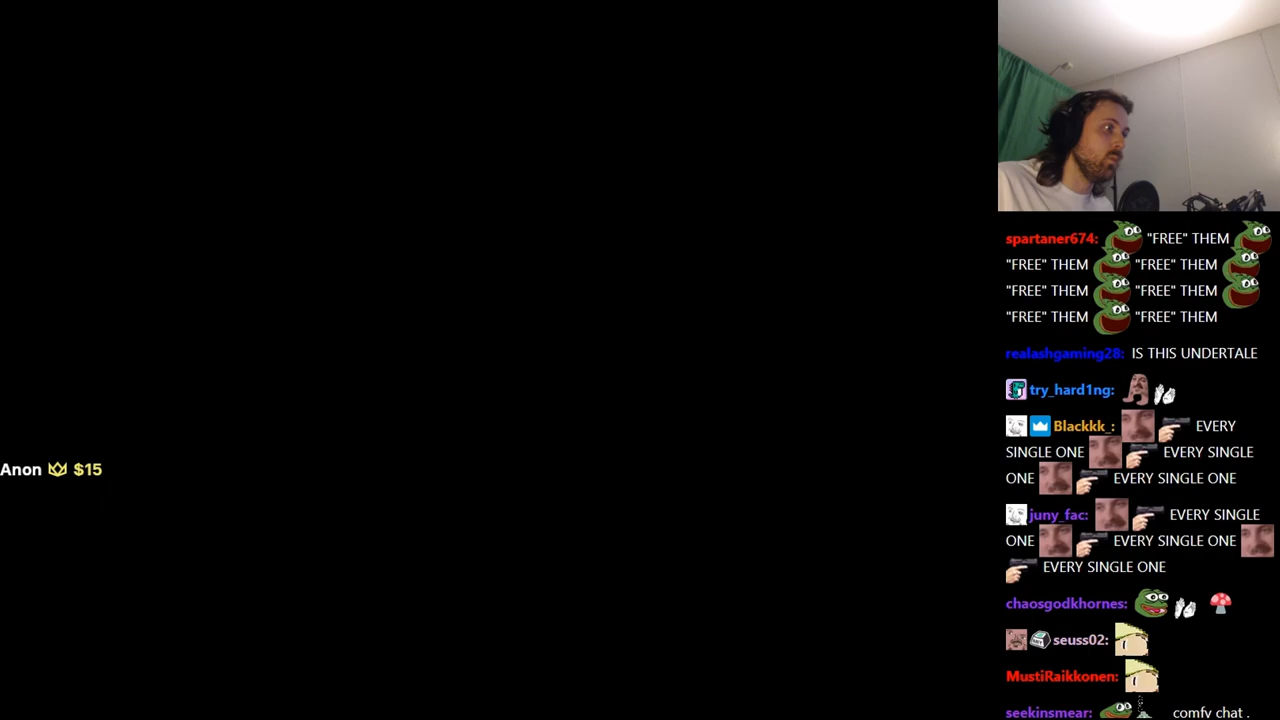 spartaner674: "FREE" THEM
"FREE" THEM "FREE" THEM
"FREE" THEM "FREE" THEM
"FREE" THEM "FREE" THEM
realashgaming28: IS THIS UNDERTALE
try_hard1ng:
Blackkk_: EVERY
SINGLE ONE EVERY SINGLE
ONE EVERY SINGLE ONE
juny_fac: EVERY SINGLE
ONE EVERY SINGLE ONE
EVERY SINGLE ONE
chaosgodkhornes:
seuss02:
MustiRaikkonen:
seekinsmear: comfy chat .
Anon $15